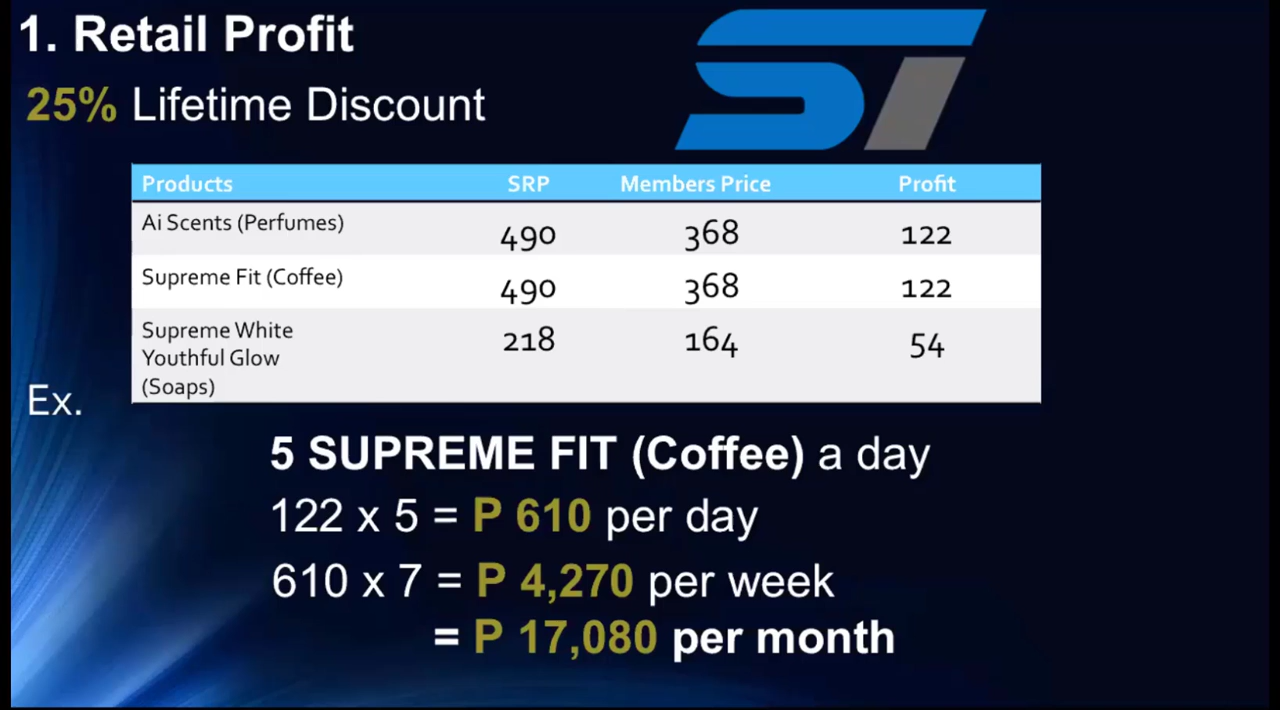 1. Retail Profit
25% Lifetime Discount
ST
Products SRP Members Price Profit
Ai Scents (Perfumes) 490 368 122
Supreme Fit (Coffee) 490 368 122
Supreme White 218 164 54
Youthful Glow
(Soaps)
Ex.
5 SUPREME FIT (Coffee) a day
122 x 5 = P 610 per day
610 x 7 = P 4,270 per week
= P 17,080 per month